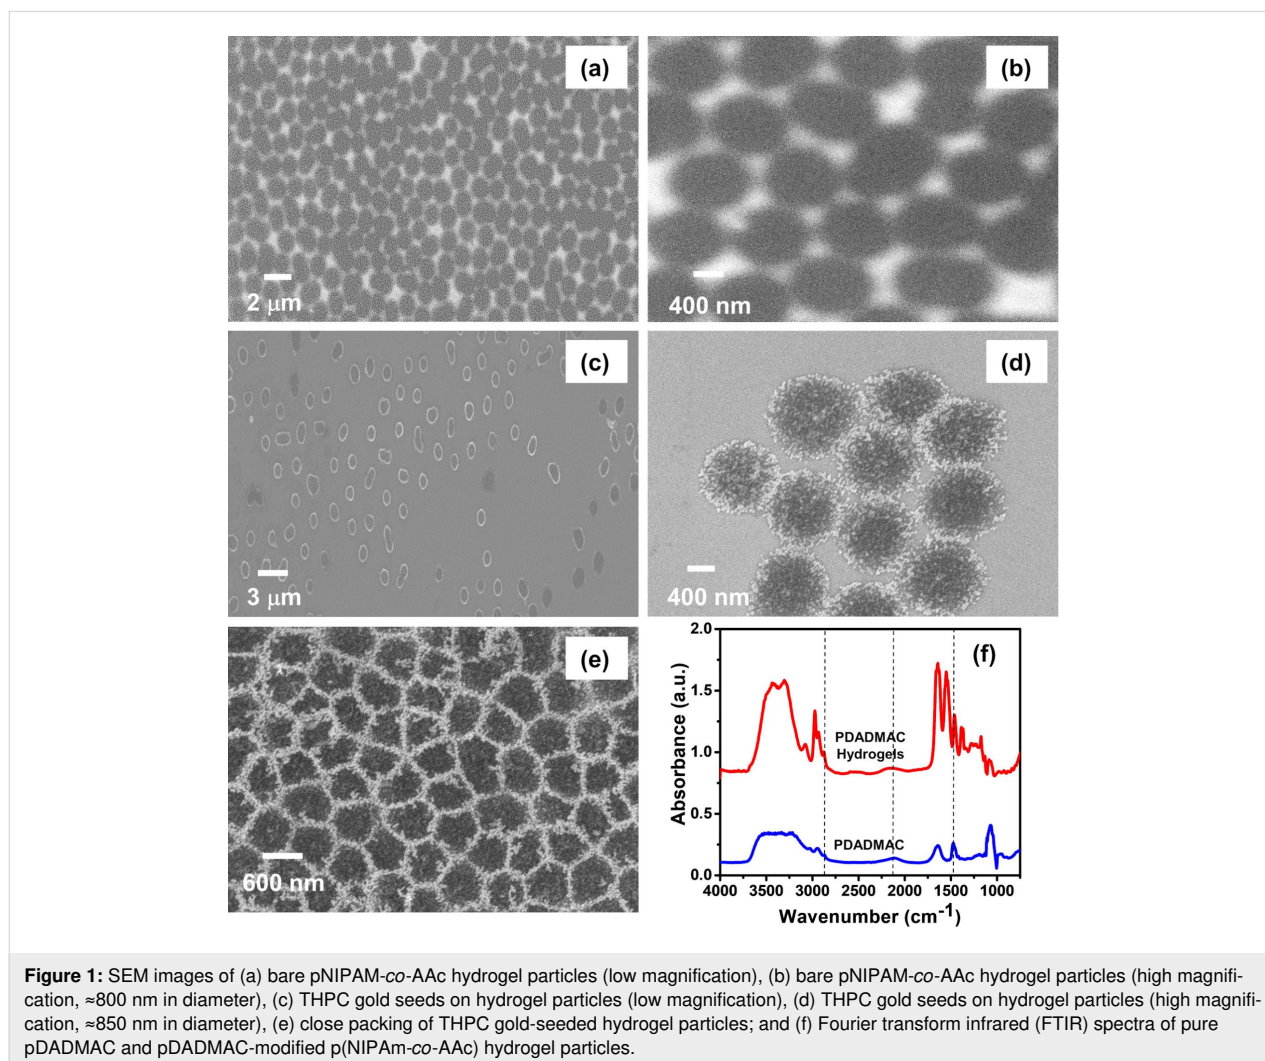 (a)
2 μm
(b)
400 nm
(c)
3 μm
(d)
400 nm
(e)
600 nm
2.0
1.5
1.0
0.5
0.0
Absorbance (a.u.)
(f)
PDADMAC
Hydrogels
PDADMAC
4000 3500 3000 2500 2000 1500 1000
Wavenumber (cm-1)
Figure 1: SEM images of (a) bare pNIPAM-co-AAc hydrogel particles (low magnification), (b) bare pNIPAM-co-AAc hydrogel particles (high magnifi-
cation, ≈800 nm in diameter), (c) THPC gold seeds on hydrogel particles (low magnification), (d) THPC gold seeds on hydrogel particles (high magnifi-
cation, ≈850 nm in diameter), (e) close packing of THPC gold-seeded hydrogel particles; and (f) Fourier transform infrared (FTIR) spectra of pure
pDADMAC and pDADMAC-modified p(NIPAm-co-AAc) hydrogel particles.